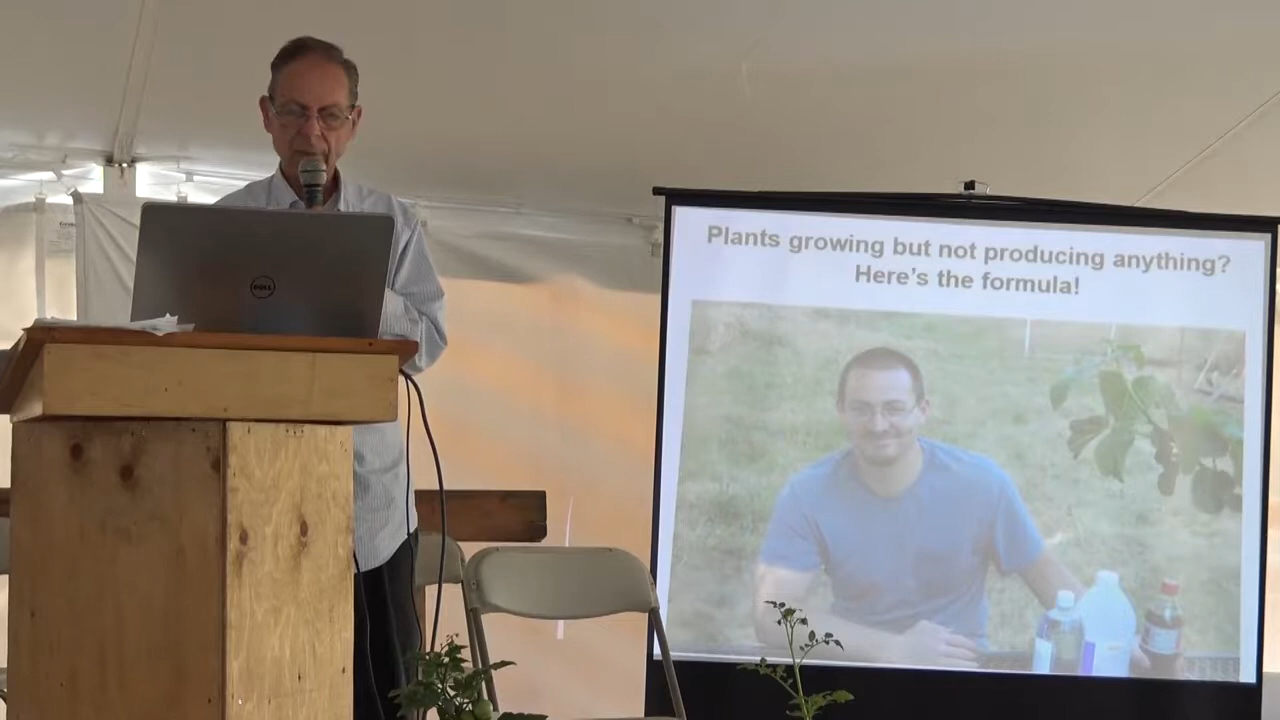 Plants growing but not producing anything?
Here's the formula!
DELL